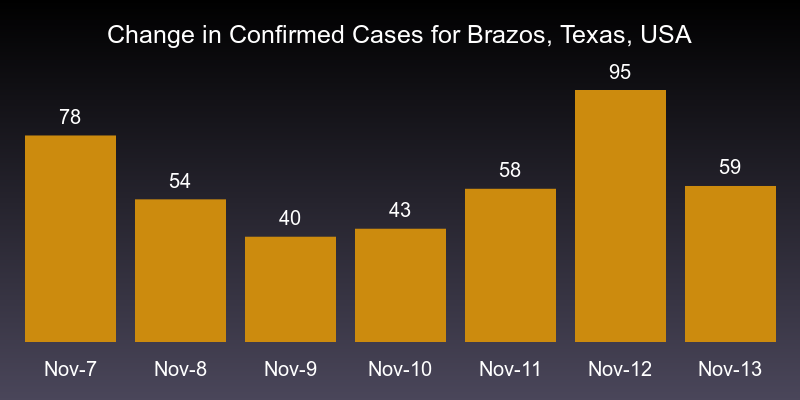 Change in Confirmed Cases for Brazos, Texas, USA
78
54
40
43
58
95
59
Nov-7
Nov-8
Nov-9
Nov-10
Nov-11
Nov-12
Nov-13